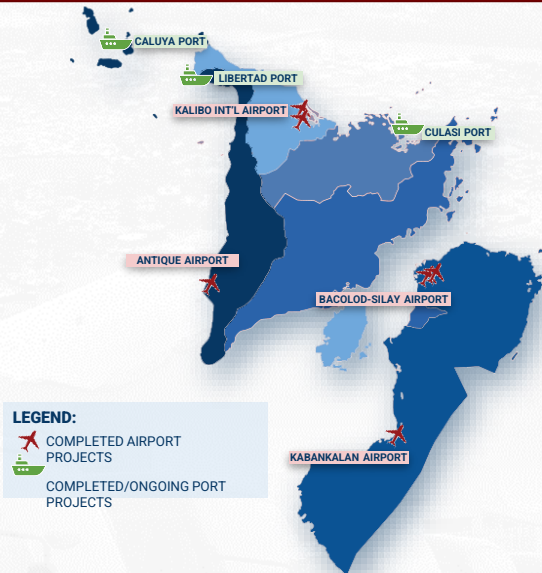 CALUYA PORT
LIBERTAD PORT
KALIBO INT'L AIRPORT
CULASI PORT
ANTIQUE AIRPORT
BACOLOD-SILAY AIRPORT
KABANKALAN AIRPORT
LEGEND:
COMPLETED AIRPORT
PROJECTS
COMPLETED/ONGOING PORT
PROJECTS